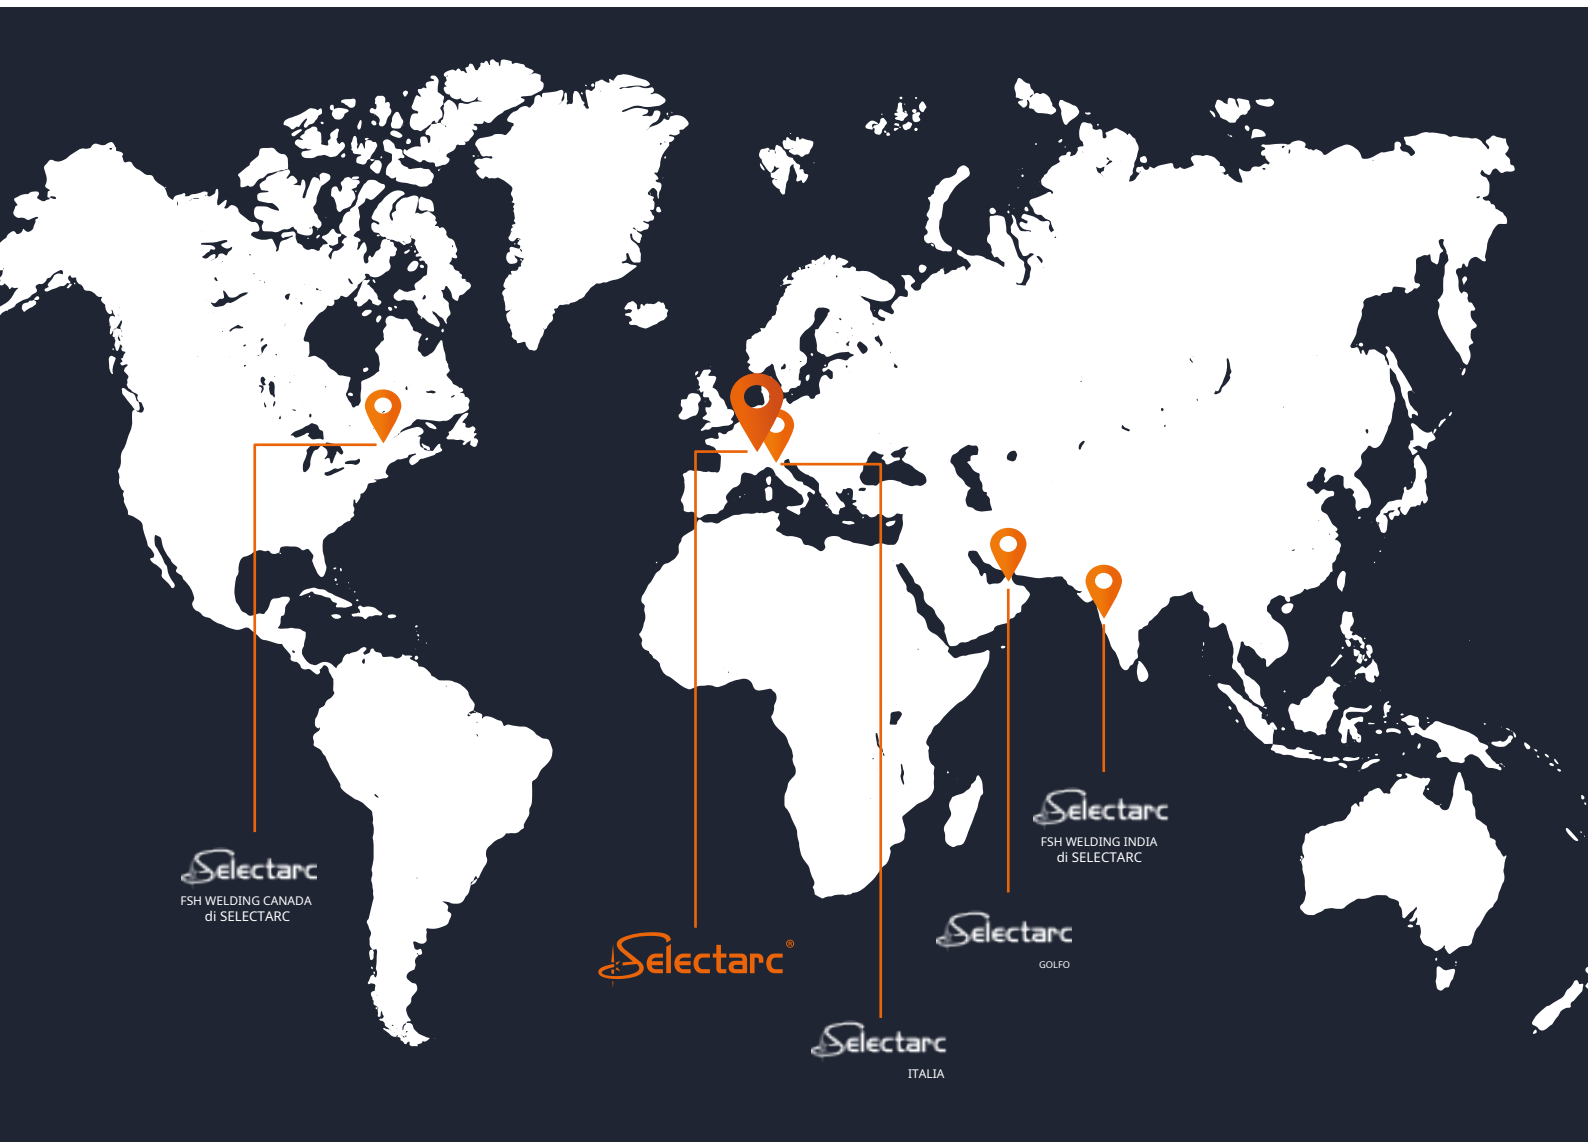 Selectarc
FSH WELDING INDIA
di SELECTARC
Selectarc
FSH WELDING CANADA
di SELECTARC
Selectarc
GOLFO
Selectarc®
Selectarc
ITALIA